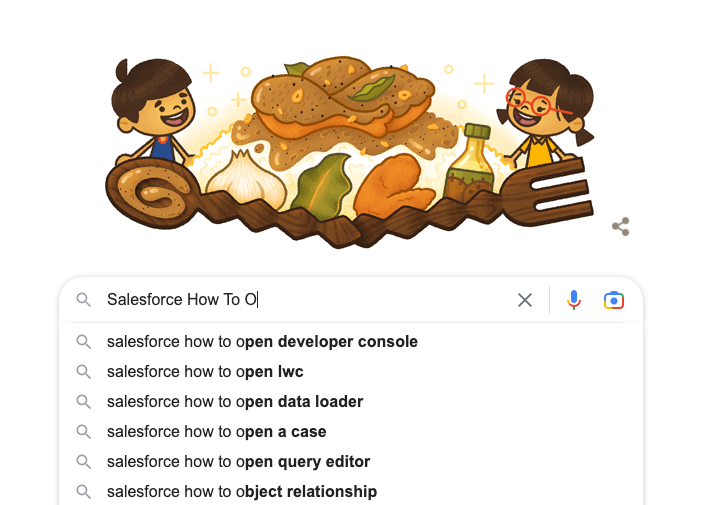 Salesforce How To O
salesforce how to open developer console
salesforce how to open lwc
salesforce how to open data loader
salesforce how to open a case
salesforce how to open query editor
salesforce how to object relationship